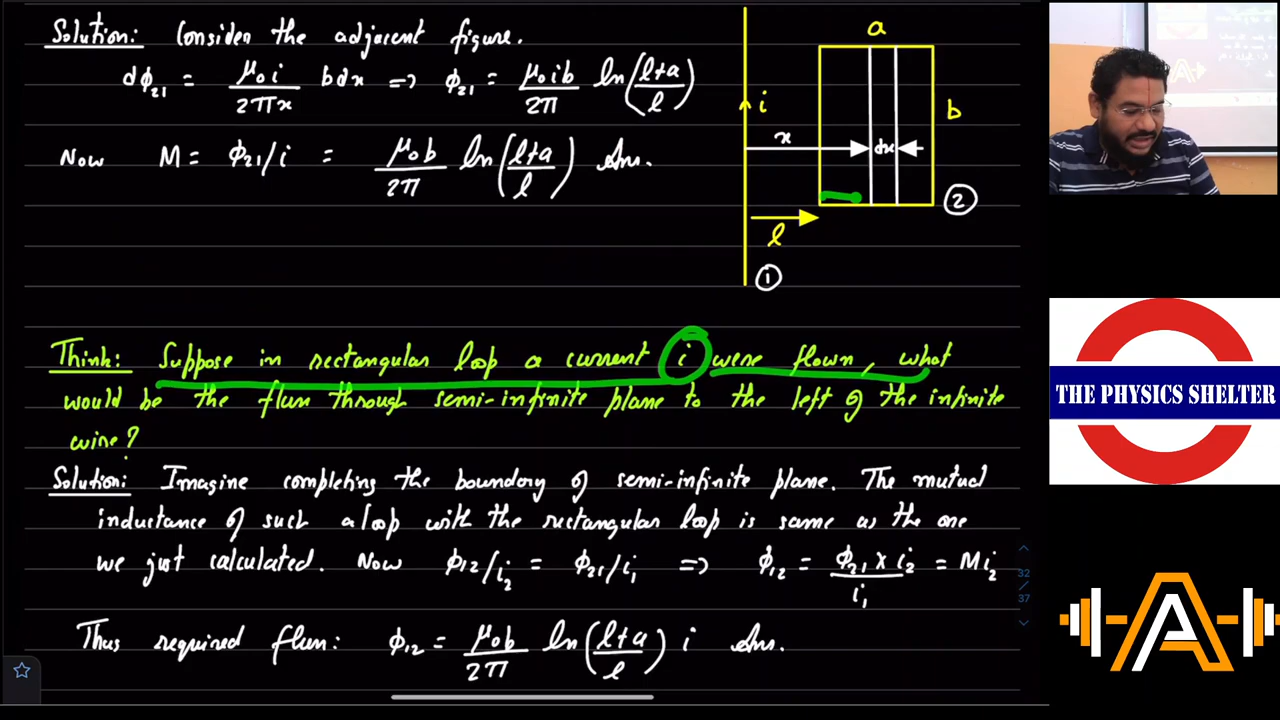 Solution: Consider the adjacent figure.
dϕ₂₁ = μ₀i/2πx bdx => ϕ₂₁ = μ₀ib/2π ln(l+a/l)
Now M = ϕ₂₁/i = μ₀b/2π ln(l+a/l) Ans.
a
i
b
x
dx
l
②
①
Think: Suppose in rectangular loop a current i were flown, what
would be the flux through semi-infinite plane to the left of the infinite
wire?
Solution: Imagine completing the boundary of semi-infinite plane. The mutual
inductance of such a loop with the rectangular loop is same as the one
we just calculated. Now ϕ₁₂/i₂ = ϕ₂₁/i₁ => ϕ₁₂ = ϕ₂₁ x i₂/i₁ = Mi₂
Thus required flux: ϕ₁₂ = μ₀b/2π ln(l+a/l) i Ans.
32
/
37
THE PHYSICS SHELTER
A